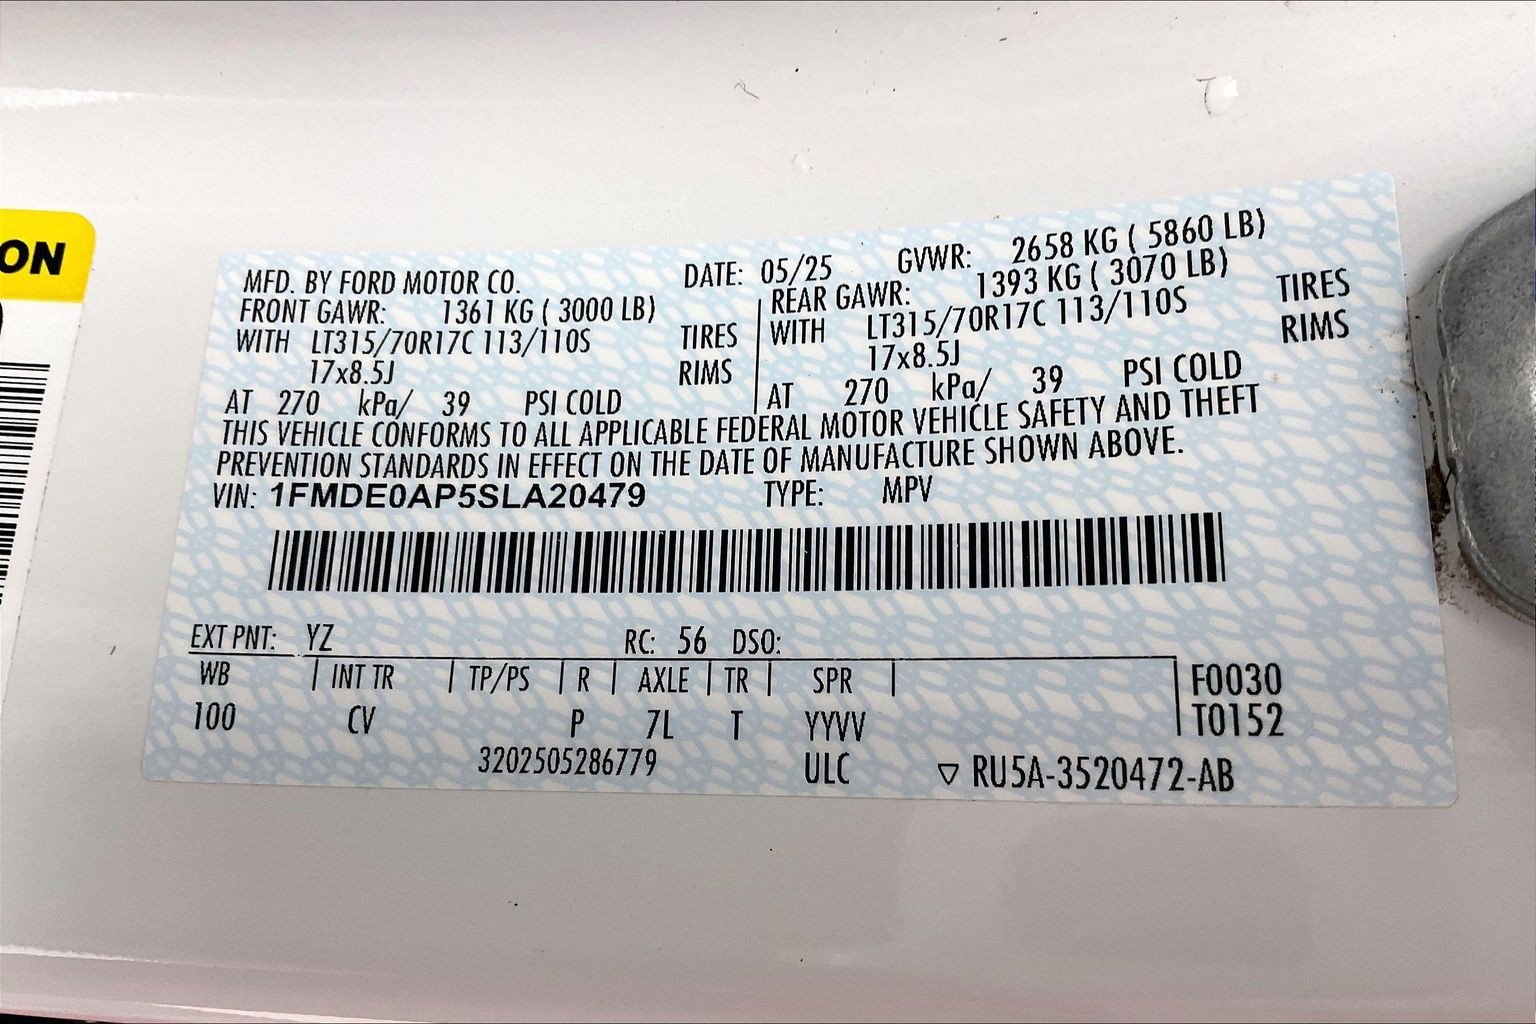 ON
MFD. BY FORD MOTOR CO. DATE: 05/25 GVWR: 2658 KG ( 5860 LB)
FRONT GAWR: 1361 KG ( 3000 LB) REAR GAWR: 1393 KG ( 3070 LB)
WITH LT315/70R17C 113/110S TIRES WITH LT315/70R17C 113/110S TIRES
17x8.5J RIMS 17x8.5J RIMS
AT 270 kPa/ 39 PSI COLD AT 270 kPa/ 39 PSI COLD
THIS VEHICLE CONFORMS TO ALL APPLICABLE FEDERAL MOTOR VEHICLE SAFETY AND THEFT
PREVENTION STANDARDS IN EFFECT ON THE DATE OF MANUFACTURE SHOWN ABOVE.
VIN: 1FMDE0AP5SLA20479 TYPE: MPV
EXT PNT: YZ RC: 56 DSO:
WB INT TR TP/PS R AXLE TR SPR F0030
100 CV P 7L T YYVV T0152
3202505286779 ULC ▽ RU5A-3520472-AB